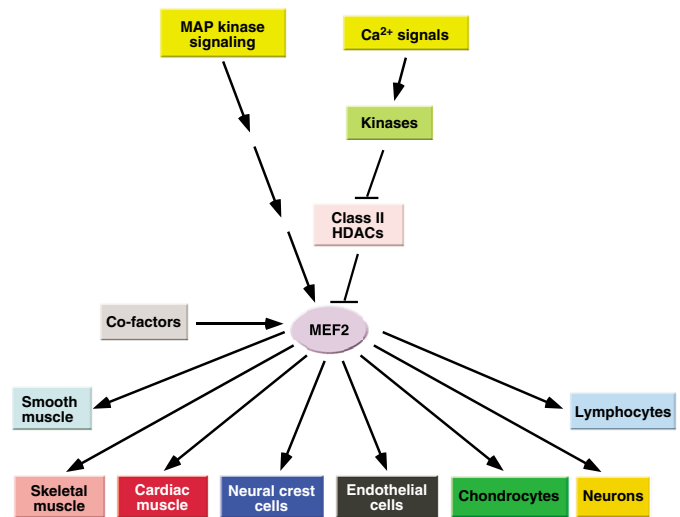 MAP kinase
signaling
Ca²⁺ signals
Kinases
Class II
HDACs
Co-factors
MEF2
Smooth
muscle
Lymphocytes
Skeletal
muscle
Cardiac
muscle
Neural crest
cells
Endothelial
cells
Chondrocytes
Neurons